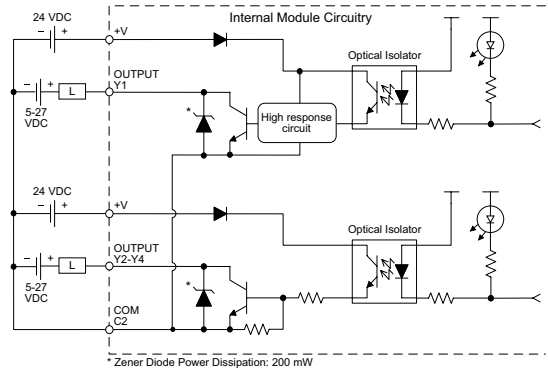 Internal Module Circuitry
24 VDC
− +
+V
Optical Isolator
OUTPUT
Y1
− +
L
5-27
VDC
*
High response
circuit
24 VDC
− +
+V
Optical Isolator
OUTPUT
Y2-Y4
− +
L
5-27
VDC
*
COM
C2
* Zener Diode Power Dissipation: 200 mW